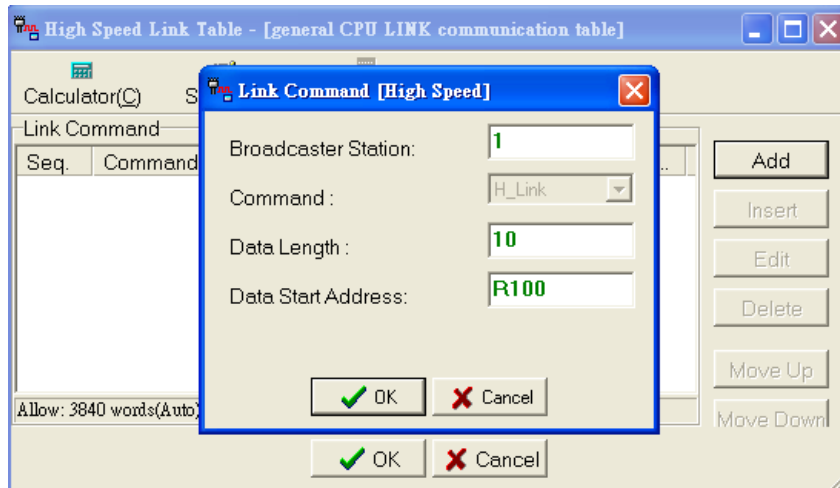 High Speed Link Table - [general CPU LINK communication table]
Calculator(C) S
Link Command [High Speed]
Link Command
Seq. Command
Broadcaster Station: 1
Command : H_Link
Data Length : 10
Data Start Address: R100
OK Cancel
Add
Insert
Edit
Delete
Move Up
Move Down
Allow: 3840 words(Auto)
OK Cancel